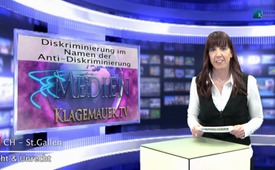 Diskriminierung im
Namen der
Anti-Diskriminierung
MEDIEN
KLAGEMAUER.TV
CH - St.Gallen
ht & Unrecht